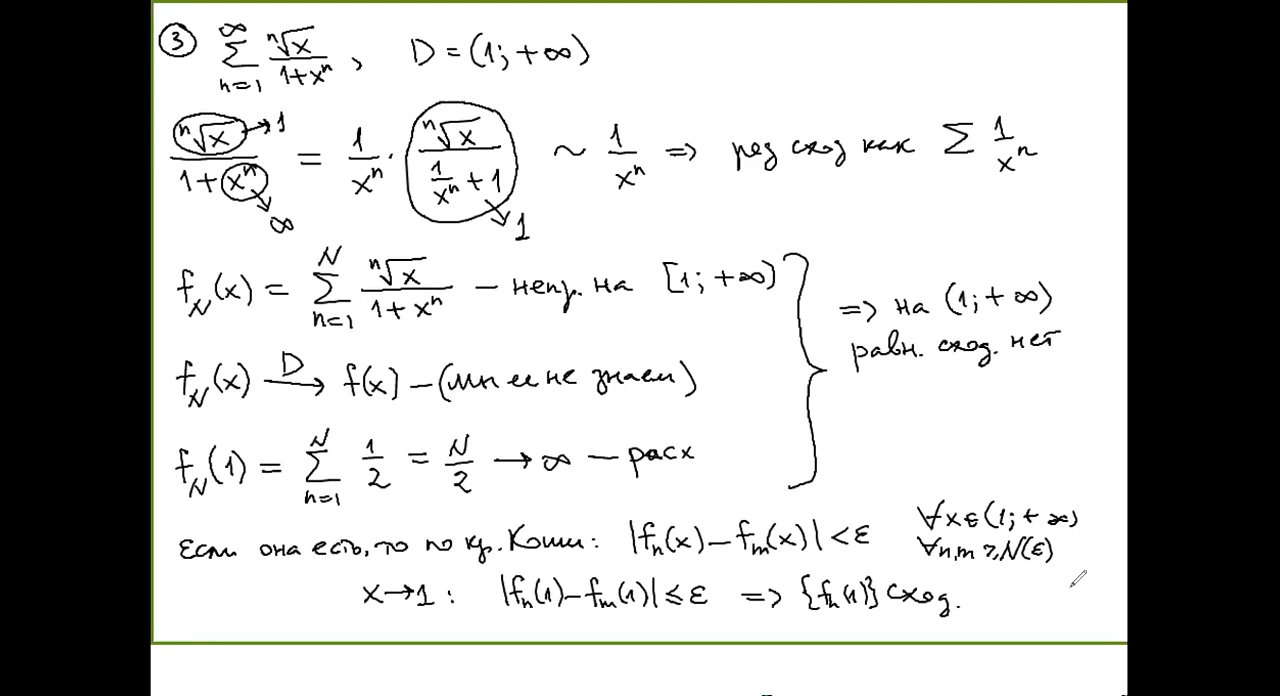 ③ ∑_{n=1}^{∞} ⁿ√x / (1+xⁿ), D = (1; +∞)
ⁿ√x →1 / (1 + xⁿ →∞) = 1/xⁿ · ⁿ√x / (1/xⁿ + 1) →1 ~ 1/xⁿ => ряд сход как ∑ 1/xⁿ
f_N(x) = ∑_{n=1}^{N} ⁿ√x / (1+xⁿ) – непр. на [1; +∞)
=> на (1; +∞)
равн. сход. нет
f_N(x) →^D f(x) – (мы ее не знаем)
f_N(1) = ∑_{n=1}^{N} 1/2 = N/2 → ∞ – расх
Если она есть, то по кр. Коши: |f_n(x) – f_m(x)| < ε ∀x∈(1; +∞)
∀n,m ≥ N(ε)
x→1: |f_n(1) – f_m(1)| ≤ ε => {f_n(1)} сход.